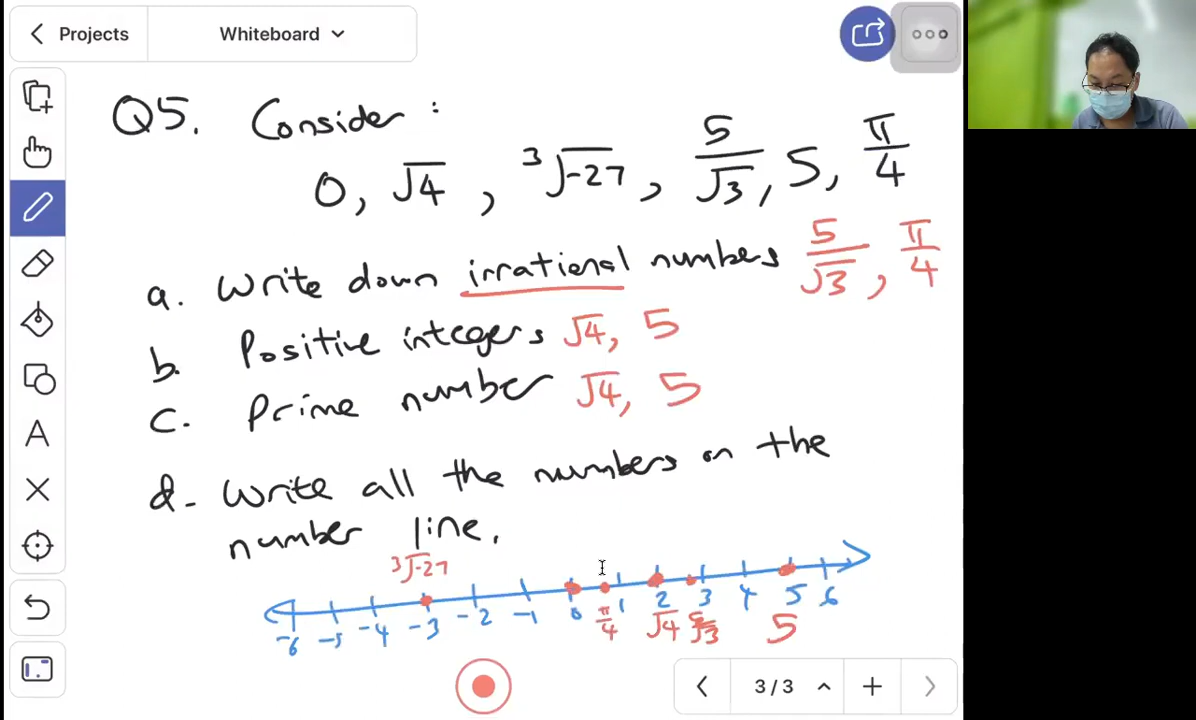 Projects
Whiteboard
Q5. Consider :
0, √4, ³√-27, 5/√3, 5, π/4
a. Write down irrational numbers 5/√3, π/4
b. Positive integers √4, 5
c. Prime number √4, 5
d. Write all the numbers on the
number line.
³√-27
-6 -5 -4 -3 -2 -1 0 1 2 3 4 5 6
π/4 √4 5/√3 5
A
3/3